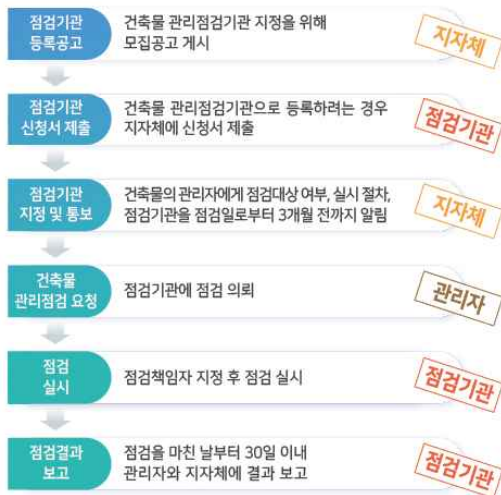 점검기관
등록공고
건축물 관리점검기관 지정을 위해
모집공고 게시
지자체
점검기관
신청서 제출
건축물 관리점검기관으로 등록하려는 경우
지자체에 신청서 제출
점검기관
점검기관
지정 및 통보
건축물의 관리자에게 점검대상 여부, 실시 절차,
점검기관을 점검일로부터 3개월 전까지 알림
지자체
건축물
관리점검 요청
점검기관에 점검 의뢰
관리자
점검
실시
점검책임자 지정 후 점검 실시
점검기관
점검결과
보고
점검을 마친 날부터 30일 이내
관리자와 지자체에 결과 보고
점검기관